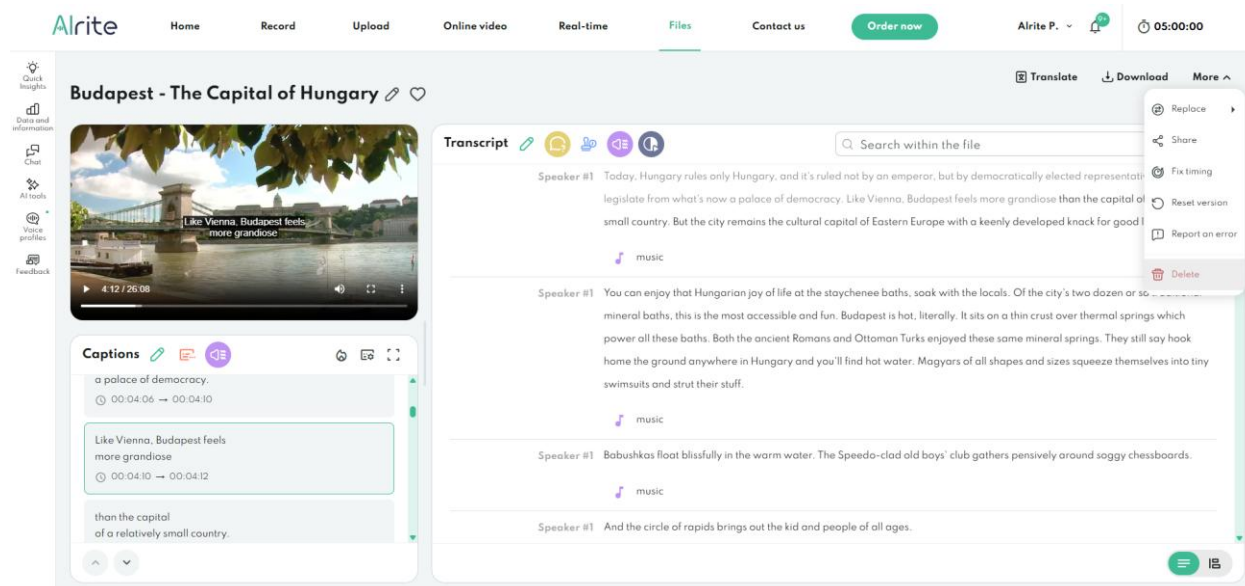 Alrite
Home
Record
Upload
Online video
Real-time
Files
Contact us
Order now
Alrite P.
9+
05:00:00
Quick
Insights
Data and
information
Chat
AI tools
Voice
profiles
Feedback
Budapest - The Capital of Hungary
Translate
Download
More
Replace
Share
Fix timing
Reset version
Report an error
Delete
Like Vienna, Budapest feels
more grandiose
4:12 / 26:08
Captions
a palace of democracy.
00:04:06 → 00:04:10
Like Vienna, Budapest feels
more grandiose
00:04:10 → 00:04:12
than the capital
of a relatively small country.
Transcript
Search within the file
Speaker #1 Today, Hungary rules only Hungary, and it's ruled not by an emperor, but by democratically elected
legislate from what's now a palace of democracy. Like Vienna, Budapest feels more grandiose than the capital
small country. But the city remains the cultural capital of Eastern Europe with a keenly developed knack for good
music
Speaker #1 You can enjoy that Hungarian joy of life at the staychenee baths, soak with the locals. Of the city's two dozen or
mineral baths, this is the most accessible and fun. Budapest is hot, literally. It sits on a thin crust over thermal springs which
power all these baths. Both the ancient Romans and Ottoman Turks enjoyed these same mineral springs. They still say hook
home the ground anywhere in Hungary and you'll find hot water. Magyars of all shapes and sizes squeeze themselves into tiny
swimsuits and strut their stuff.
music
Speaker #1 Babushkas float blissfully in the warm water. The Speedo-clad old boys' club gathers pensively around soggy chessboards.
music
Speaker #1 And the circle of rapids brings out the kid and people of all ages.